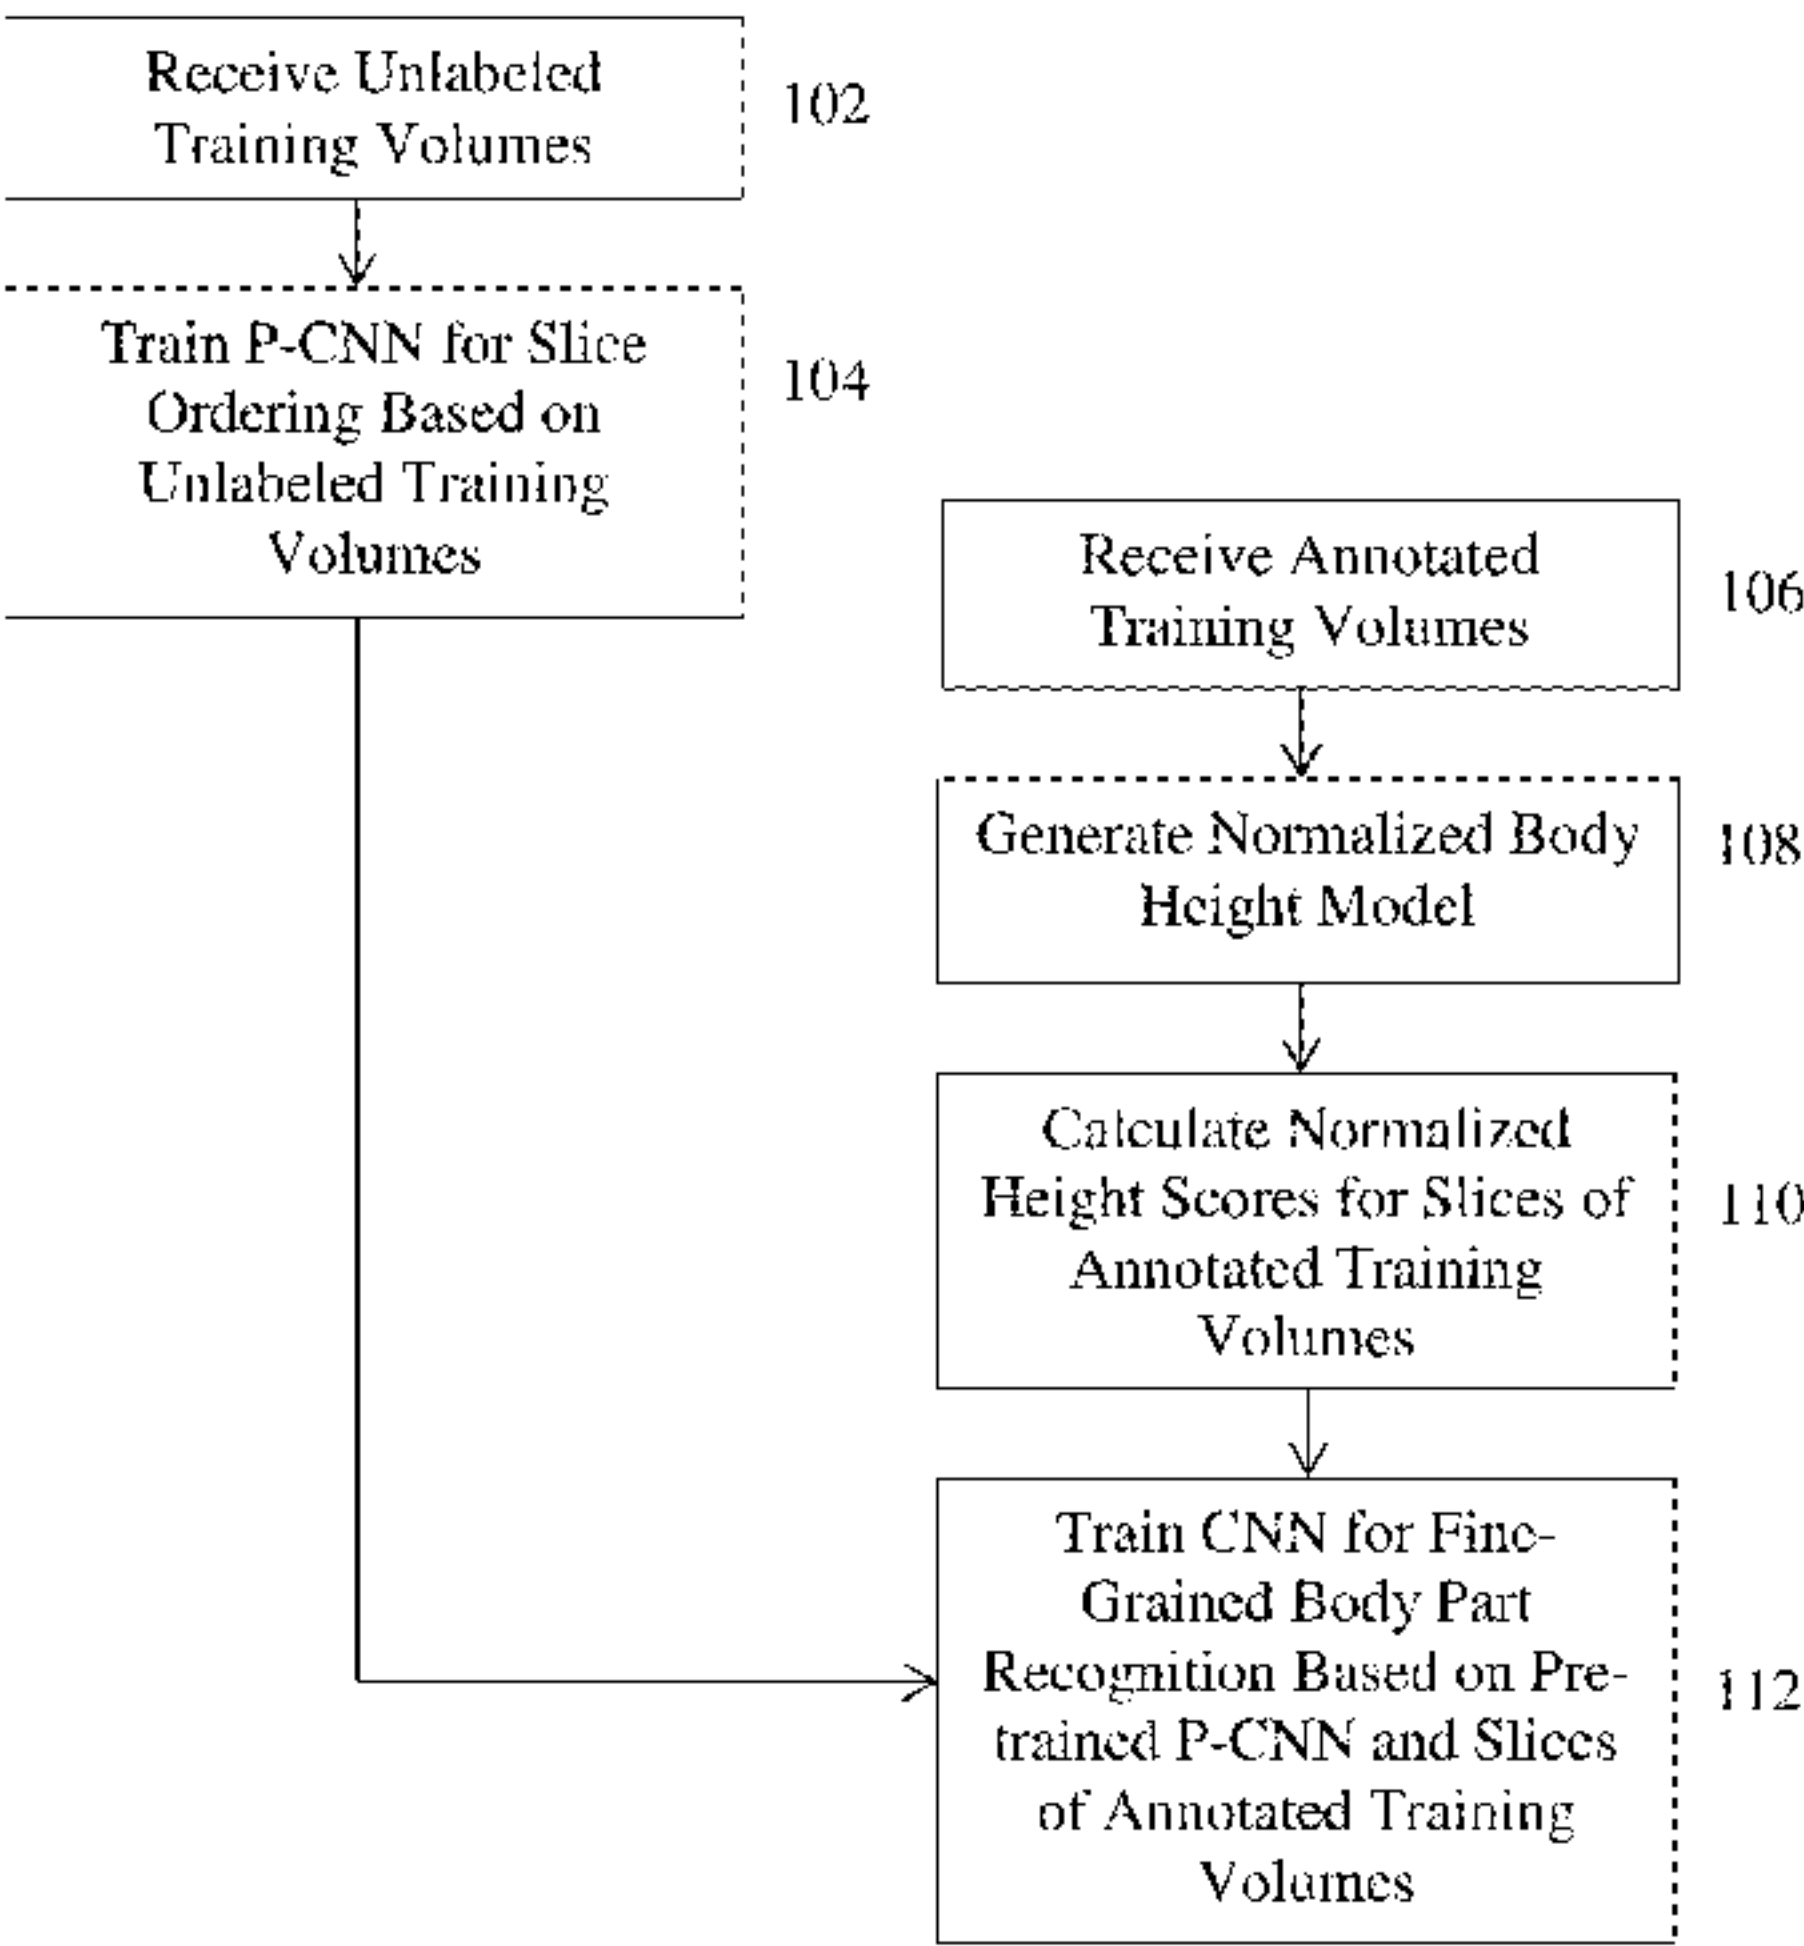 Receive Unlabeled
Training Volumes
102
Train P-CNN for Slice
Ordering Based on
Unlabeled Training
Volumes
104
Receive Annotated
Training Volumes
106
Generate Normalized Body
Height Model
108
Calculate Normalized
Height Scores for Slices of
Annotated Training
Volumes
110
Train CNN for Fine-
Grained Body Part
Recognition Based on Pre-
trained P-CNN and Slices
of Annotated Training
Volumes
112